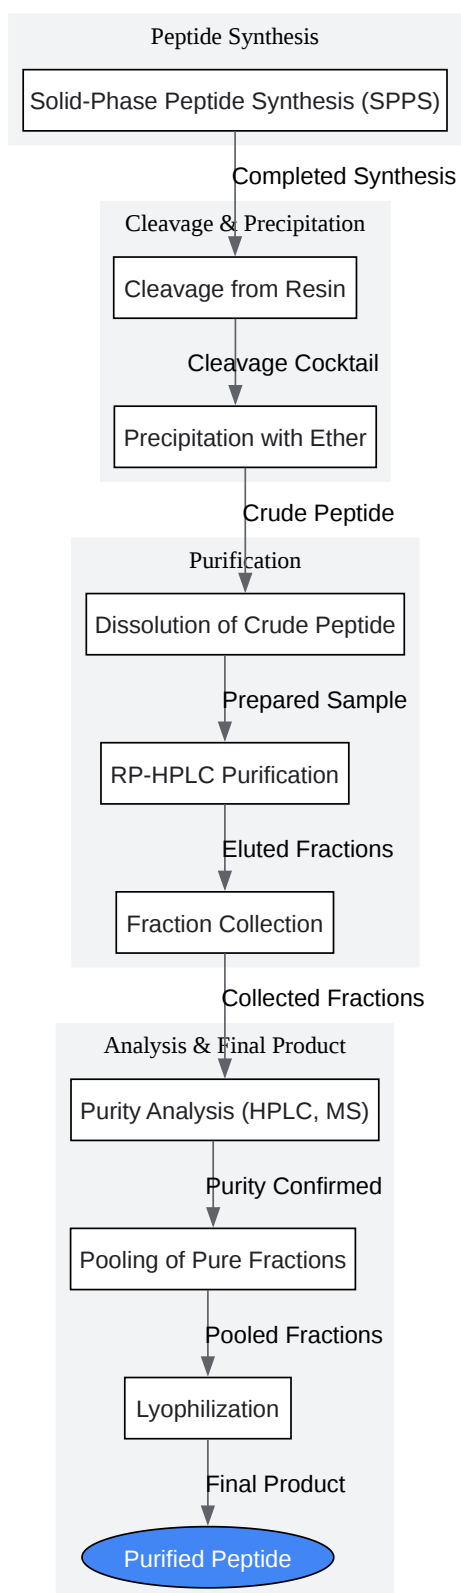 Peptide Synthesis
Solid-Phase Peptide Synthesis (SPPS)
Completed Synthesis
Cleavage & Precipitation
Cleavage from Resin
Cleavage Cocktail
Precipitation with Ether
Crude Peptide
Purification
Dissolution of Crude Peptide
Prepared Sample
RP-HPLC Purification
Eluted Fractions
Fraction Collection
Collected Fractions
Analysis & Final Product
Purity Analysis (HPLC, MS)
Purity Confirmed
Pooling of Pure Fractions
Pooled Fractions
Lyophilization
Final Product
Purified Peptide